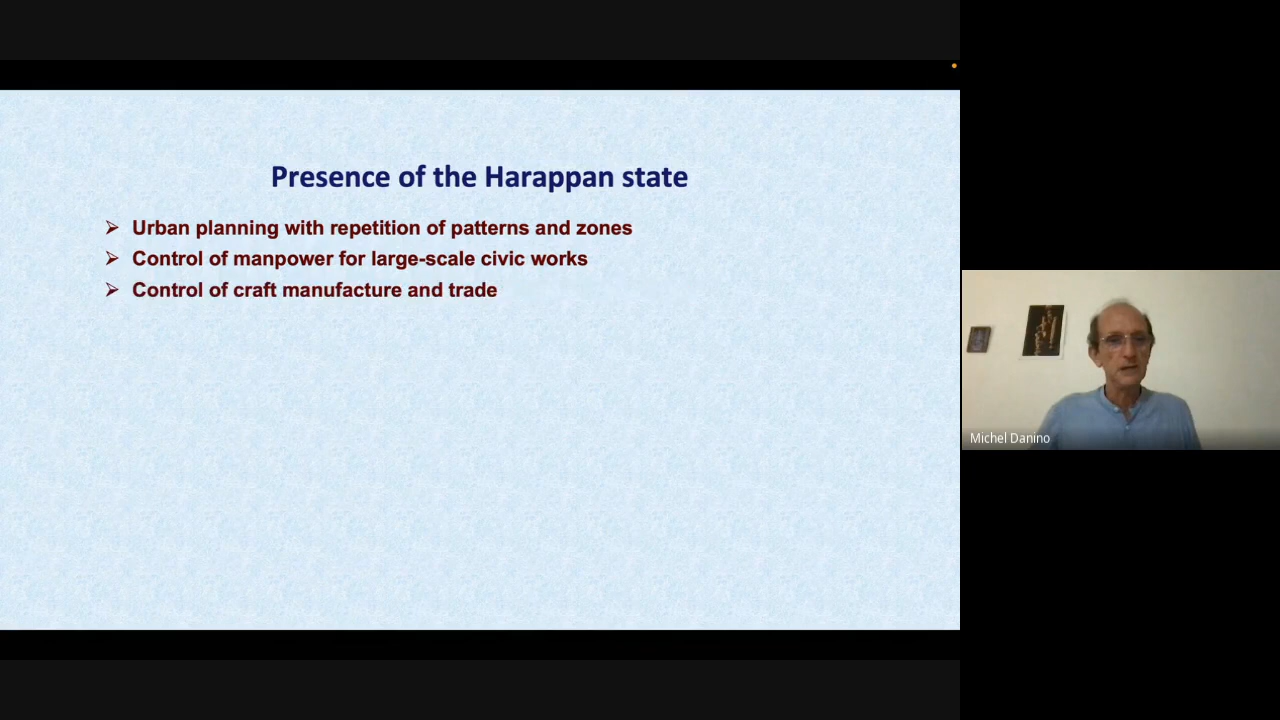 Presence of the Harappan state
➢ Urban planning with repetition of patterns and zones
➢ Control of manpower for large-scale civic works
➢ Control of craft manufacture and trade
Michel Danino